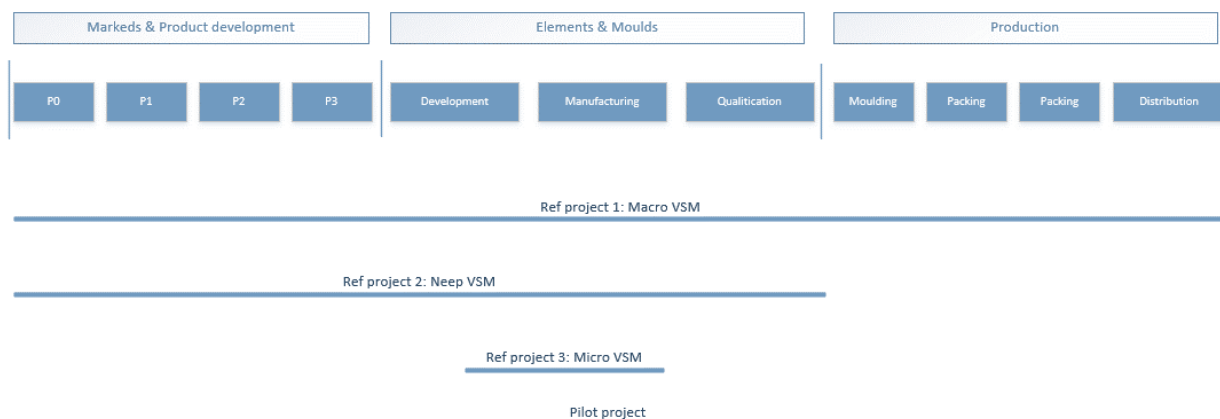 Markeds & Product development
Elements & Moulds
Production
P0
P1
P2
P3
Development
Manufacturing
Qualitication
Moulding
Packing
Packing
Distribution
Ref project 1: Macro VSM
Ref project 2: Neep VSM
Ref project 3: Micro VSM
Pilot project